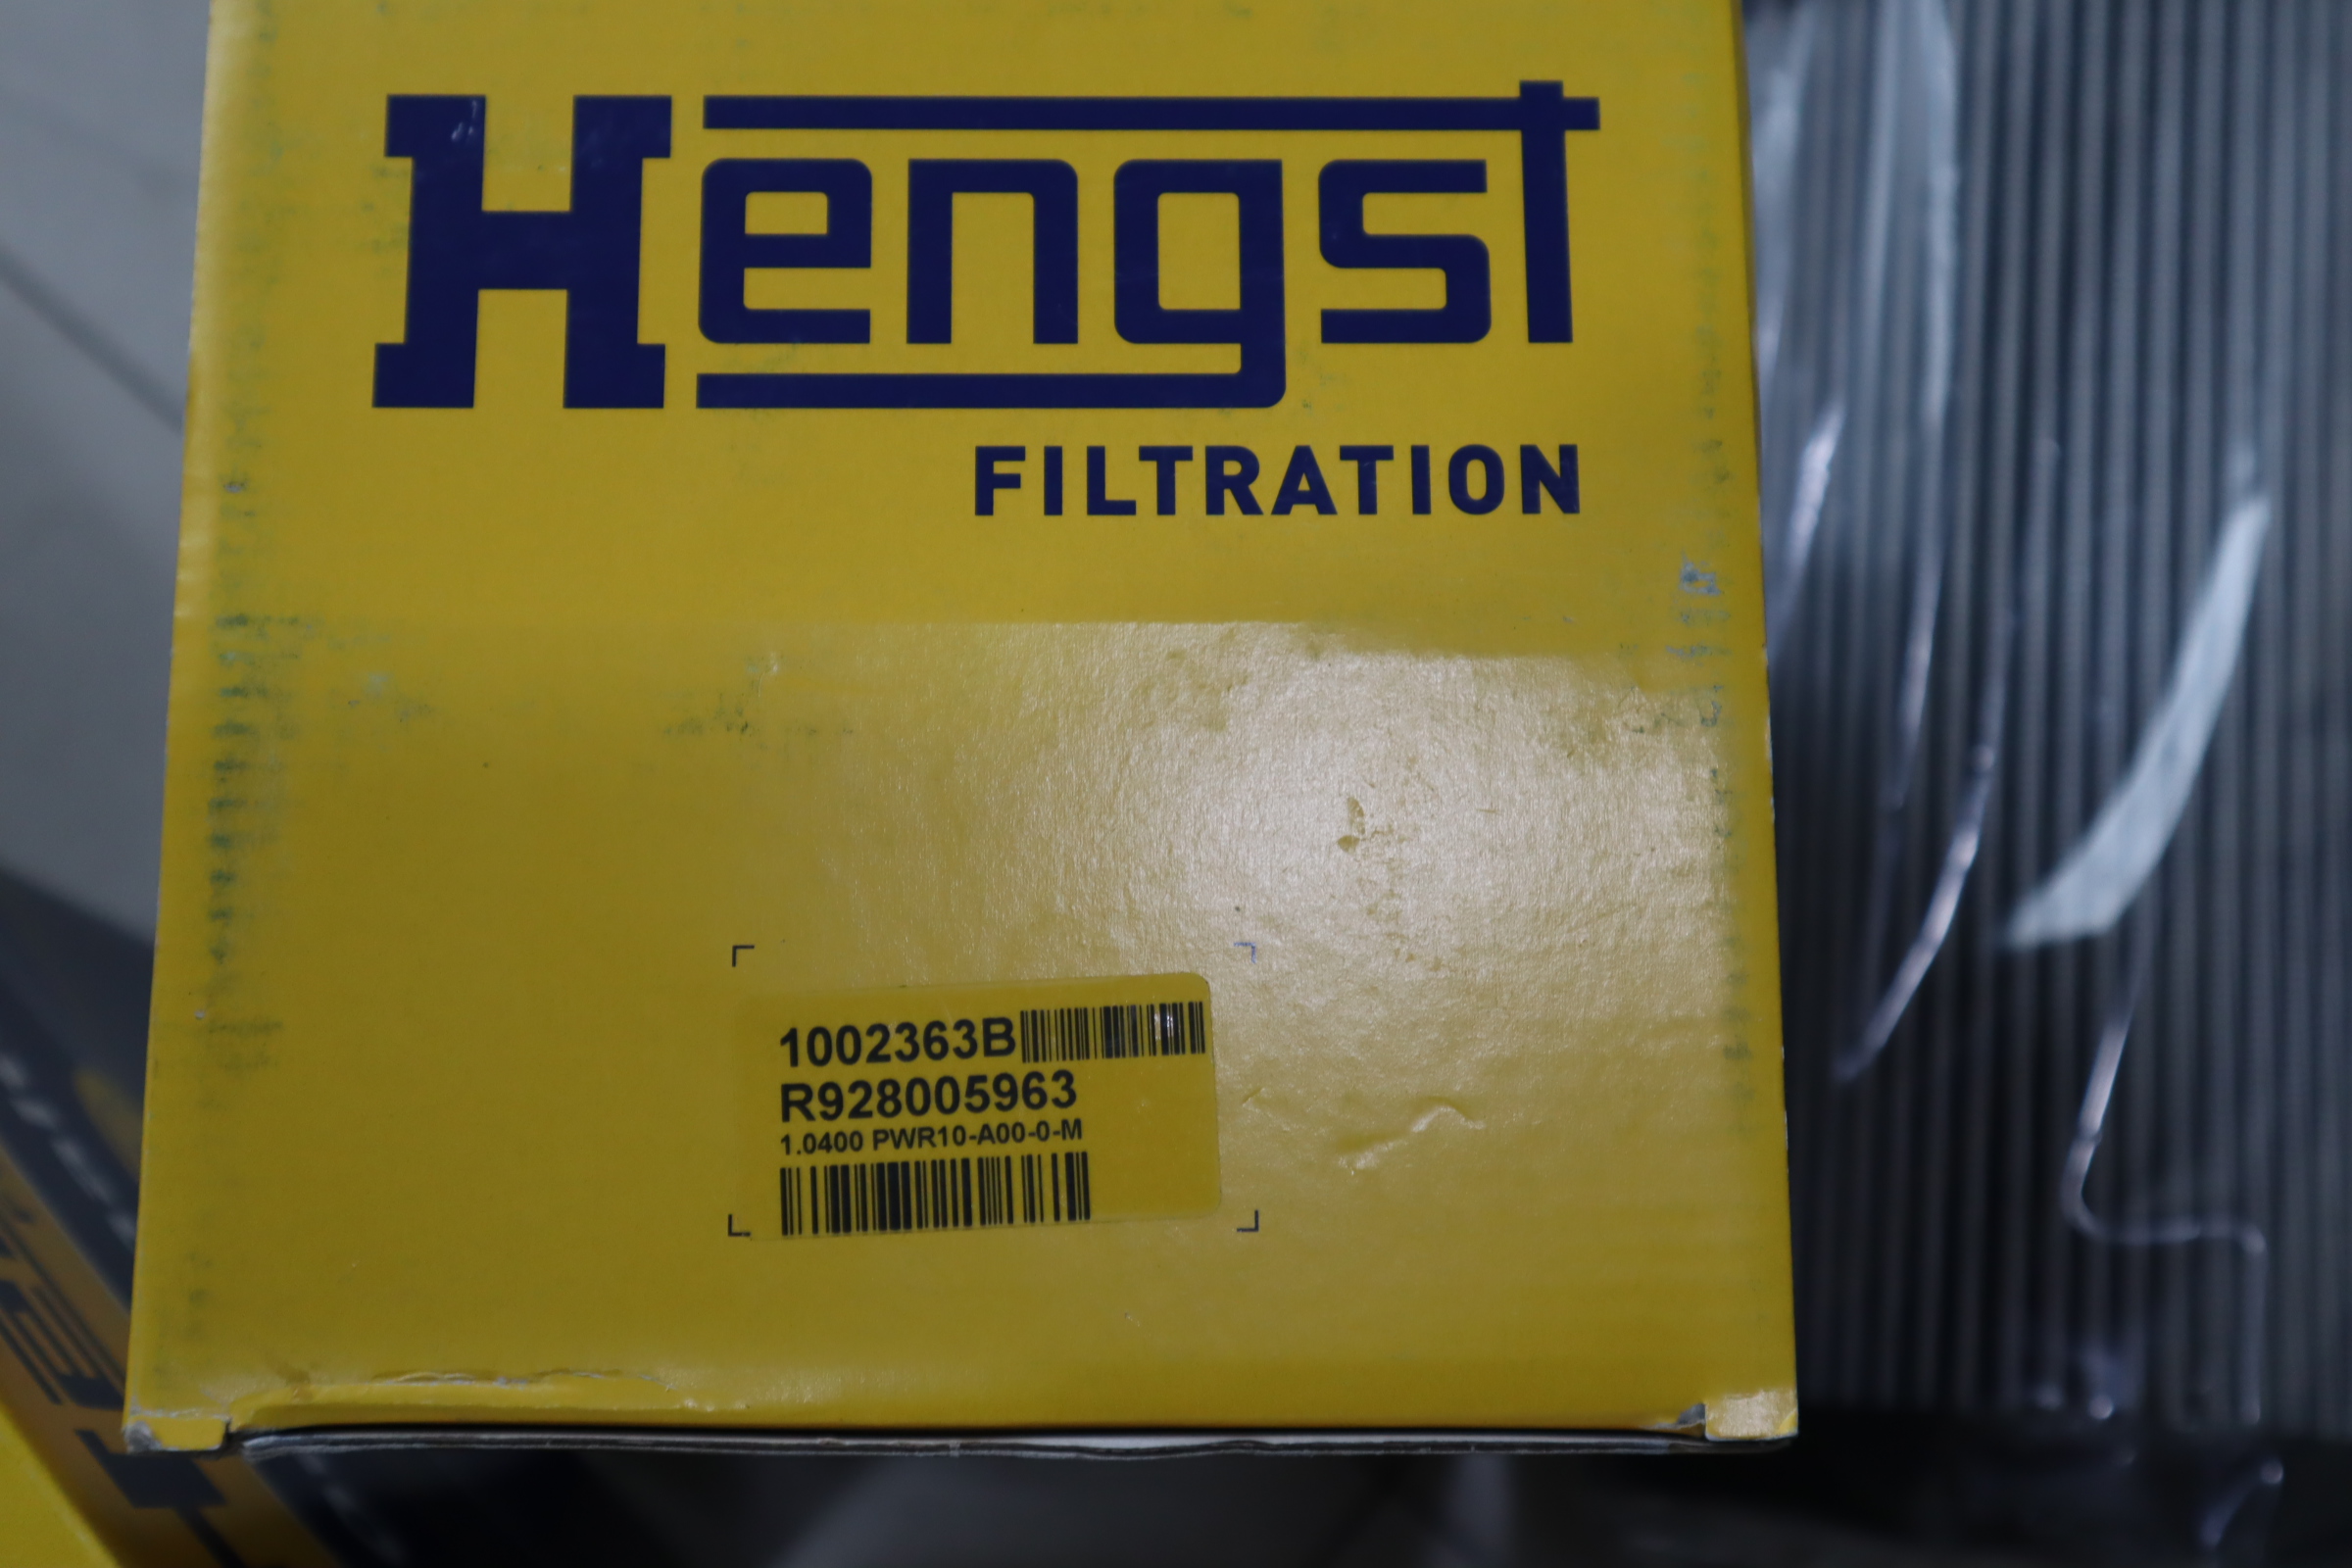 Hengst
FILTRATION
1002363B
R928005963
1.0400 PWR10-A00-0-M